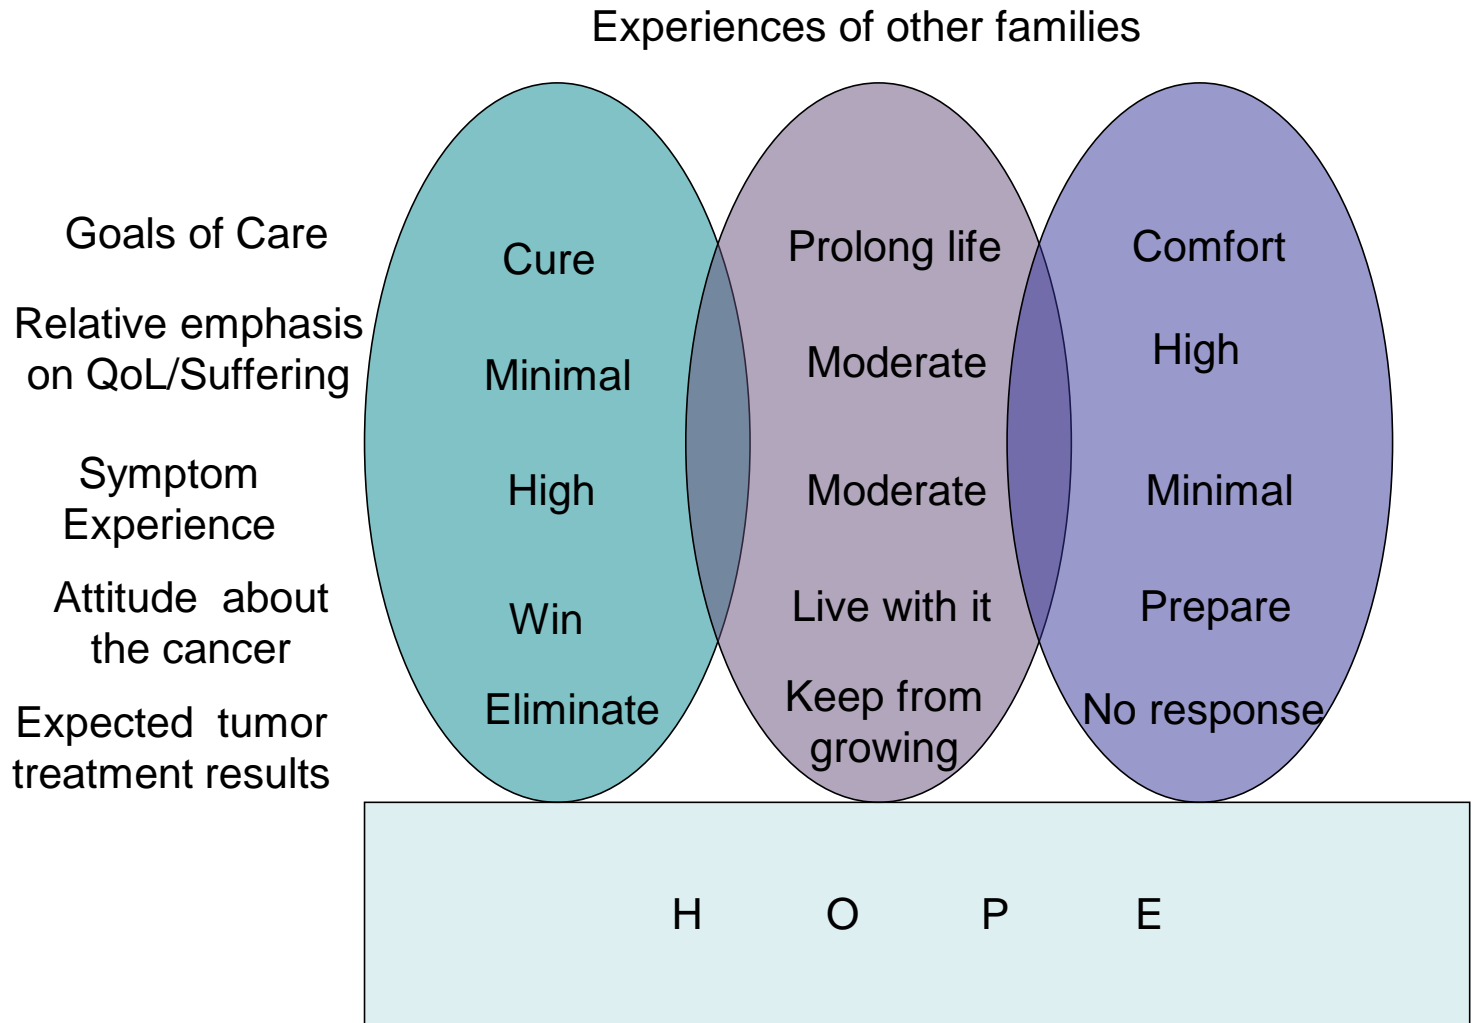 Experiences of other families
Goals of Care
Cure
Prolong life
Comfort
Relative emphasis
on QoL/Suffering
Minimal
Moderate
High
Symptom
Experience
High
Moderate
Minimal
Attitude about
the cancer
Win
Live with it
Prepare
Expected tumor
treatment results
Eliminate
Keep from
growing
No response
H O P E